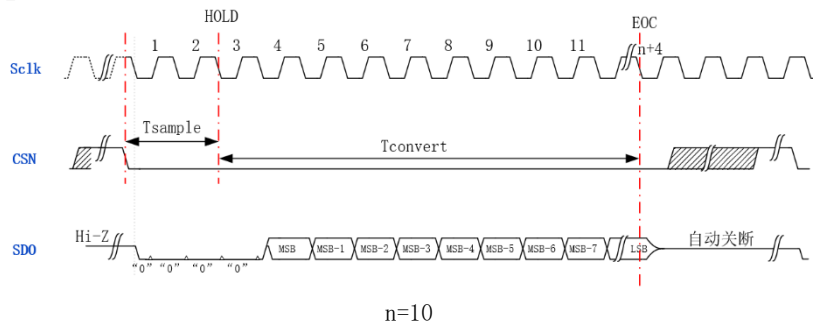 HOLD EOC
1 2 3 4 5 6 7 8 9 10 11 n+4
Sclk
Tsample
CSN Tconvert
Hi-Z 自动关断
SDO MSB MSB-1 MSB-2 MSB-3 MSB-4 MSB-5 MSB-6 MSB-7 LSB
“0” “0” “0” “0”
n=10